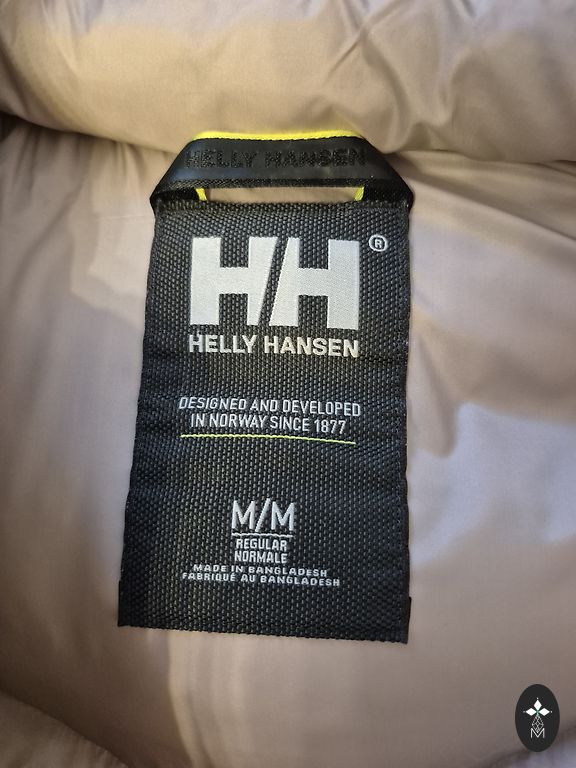 HELLY HANSEN
HH®
HELLY HANSEN
DESIGNED AND DEVELOPED
IN NORWAY SINCE 1877
M/M
REGULAR
NORMALE
MADE IN BANGLADESH
FABRIQUÉ AU BANGLADESH
M